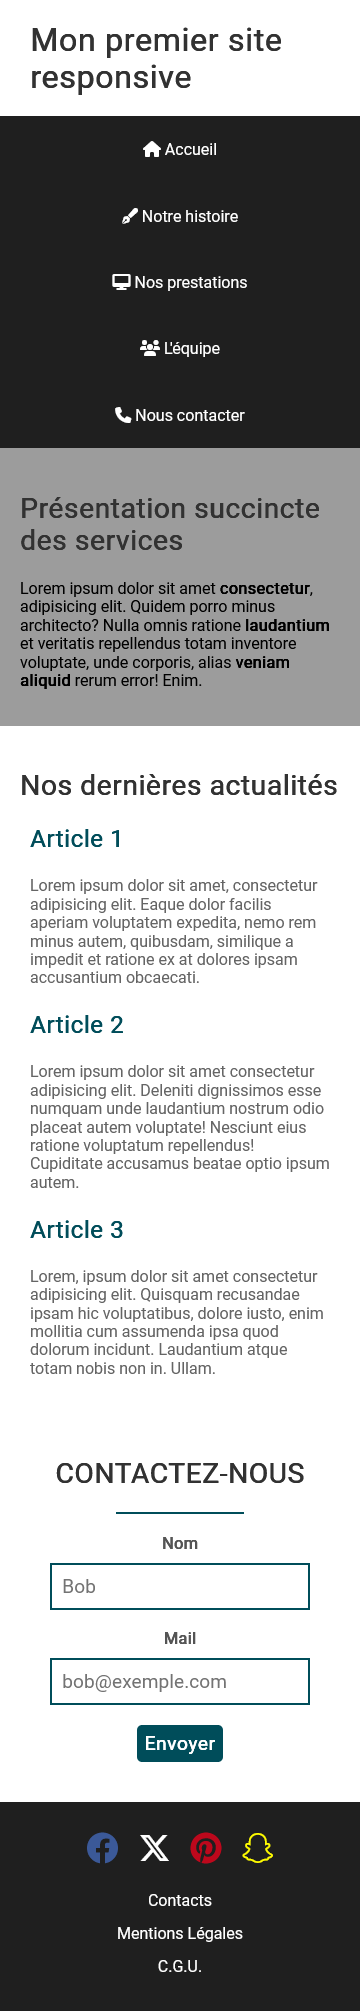 Mon premier site
responsive
Accueil
Notre histoire
Nos prestations
L'équipe
Nous contacter
Présentation succincte
des services
Lorem ipsum dolor sit amet consectetur,
adipisicing elit. Quidem porro minus
architecto? Nulla omnis ratione laudantium
et veritatis repellendus totam inventore
voluptate, unde corporis, alias veniam
aliquid rerum error! Enim.
Nos dernières actualités
Article 1
Lorem ipsum dolor sit amet, consectetur
adipisicing elit. Eaque dolor facilis
aperiam voluptatem expedita, nemo rem
minus autem, quibusdam, similique a
impedit et ratione ex at dolores ipsam
accusantium obcaecati.
Article 2
Lorem ipsum dolor sit amet consectetur
adipisicing elit. Deleniti dignissimos esse
numquam unde laudantium nostrum odio
placeat autem voluptate! Nesciunt eius
ratione voluptatum repellendus!
Cupiditate accusamus beatae optio ipsum
autem.
Article 3
Lorem, ipsum dolor sit amet consectetur
adipisicing elit. Quisquam recusandae
ipsam hic voluptatibus, dolore iusto, enim
mollitia cum assumenda ipsa quod
dolorum incidunt. Laudantium atque
totam nobis non in. Ullam.
CONTACTEZ-NOUS
Nom
Bob
Mail
bob@exemple.com
Envoyer
Contacts
Mentions Légales
C.G.U.